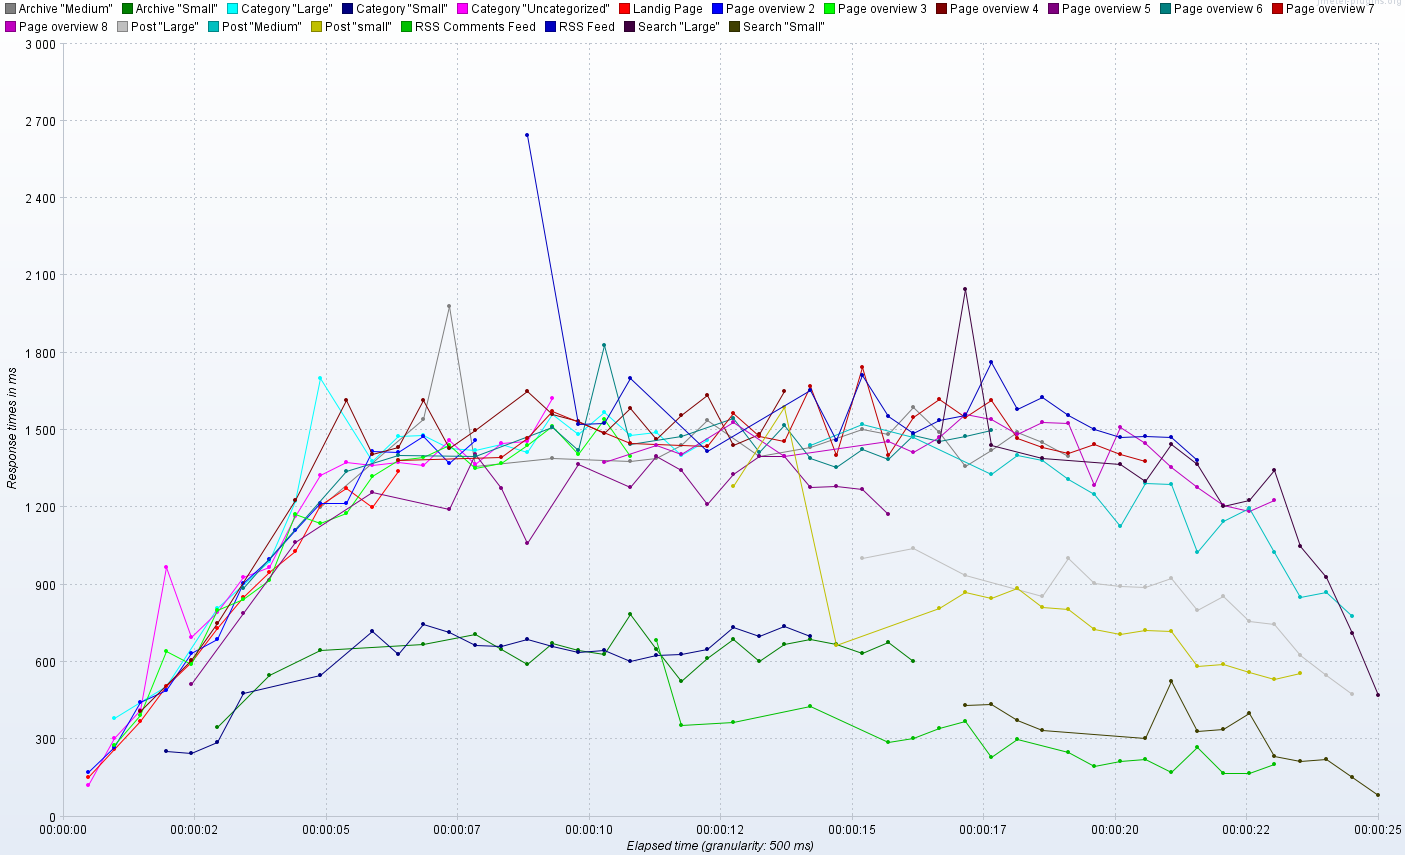 Archive "Medium" Archive "Small" Category "Large" Category "Small" Category "Uncategorized" Landig Page Page overview 2 Page overview 3 Page overview 4 Page overview 5 Page overview 6 Page overview 7
Page overview 8 Post "Large" Post "Medium" Post "small" RSS Comments Feed RSS Feed Search "Large" Search "Small"
3 000
2 700
2 400
2 100
1 800
1 500
1 200
900
600
300
0
Response times in ms
00:00:00 00:00:02 00:00:05 00:00:07 00:00:10 00:00:12 00:00:15 00:00:17 00:00:20 00:00:22 00:00:25
Elapsed time (granularity: 500 ms)